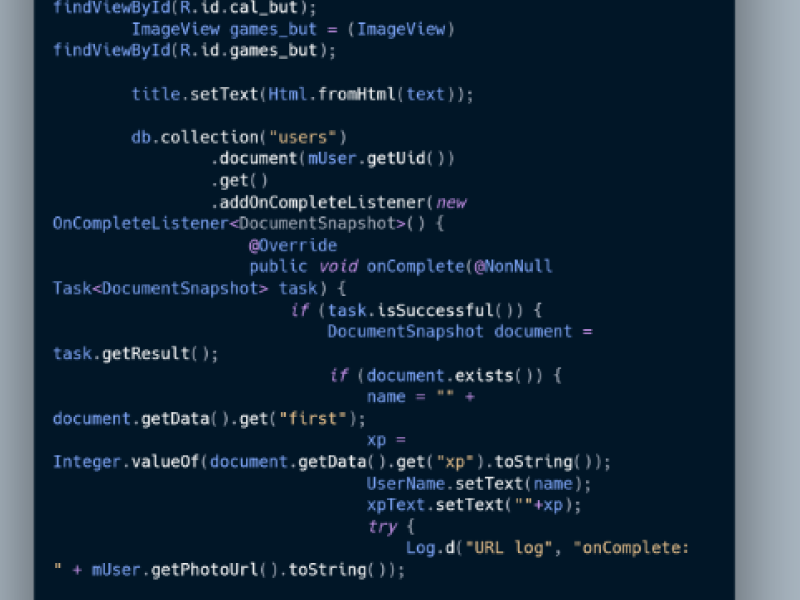 findViewById(R.id.cal_but);
ImageView games_but = (ImageView)
findViewById(R.id.games_but);
title.setText(Html.fromHtml(text));
db.collection("users")
.document(mUser.getUid())
.get()
.addOnCompleteListener(new
OnCompleteListener<DocumentSnapshot>() {
@Override
public void onComplete(@NonNull
Task<DocumentSnapshot> task) {
if (task.isSuccessful()) {
DocumentSnapshot document =
task.getResult();
if (document.exists()) {
name = "" +
document.getData().get("first");
xp =
Integer.valueOf(document.getData().get("xp").toString());
UserName.setText(name);
xpText.setText(""+xp);
try {
Log.d("URL log", "onComplete:
" + mUser.getPhotoUrl().toString());